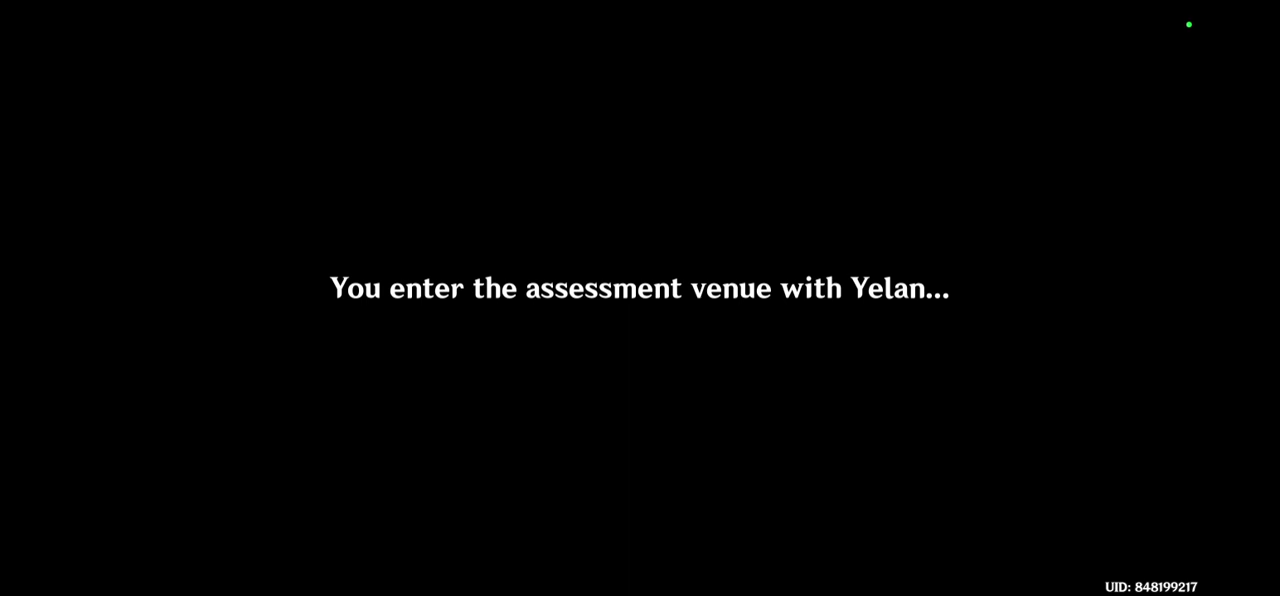 You enter the assessment venue with Yelan...
UID: 848199217